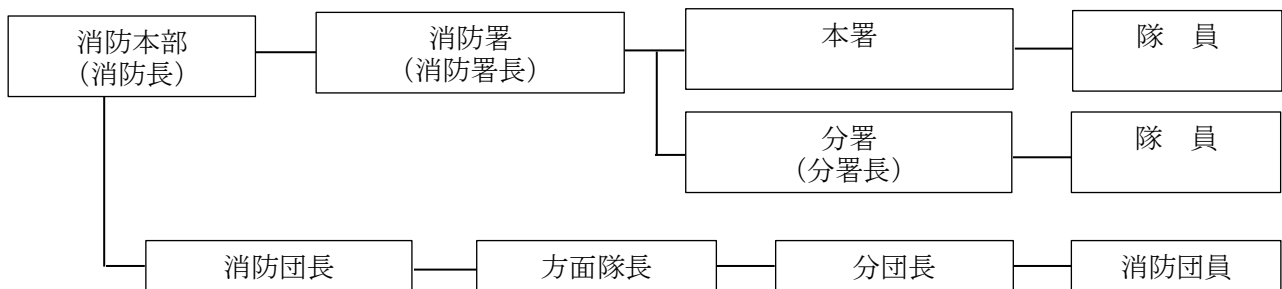 消防本部
（消防長）
消防署
（消防署長）
本署
隊　員
分署
（分署長）
隊　員
消防団長
方面隊長
分団長
消防団員